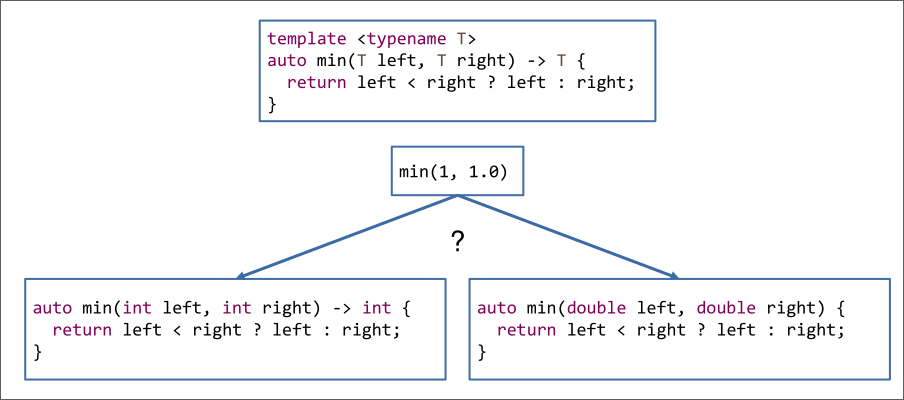 template <typename T>
auto min(T left, T right) -> T {
  return left < right ? left : right;
}
min(1, 1.0)
?
auto min(int left, int right) -> int {
  return left < right ? left : right;
}
auto min(double left, double right) {
  return left < right ? left : right;
}